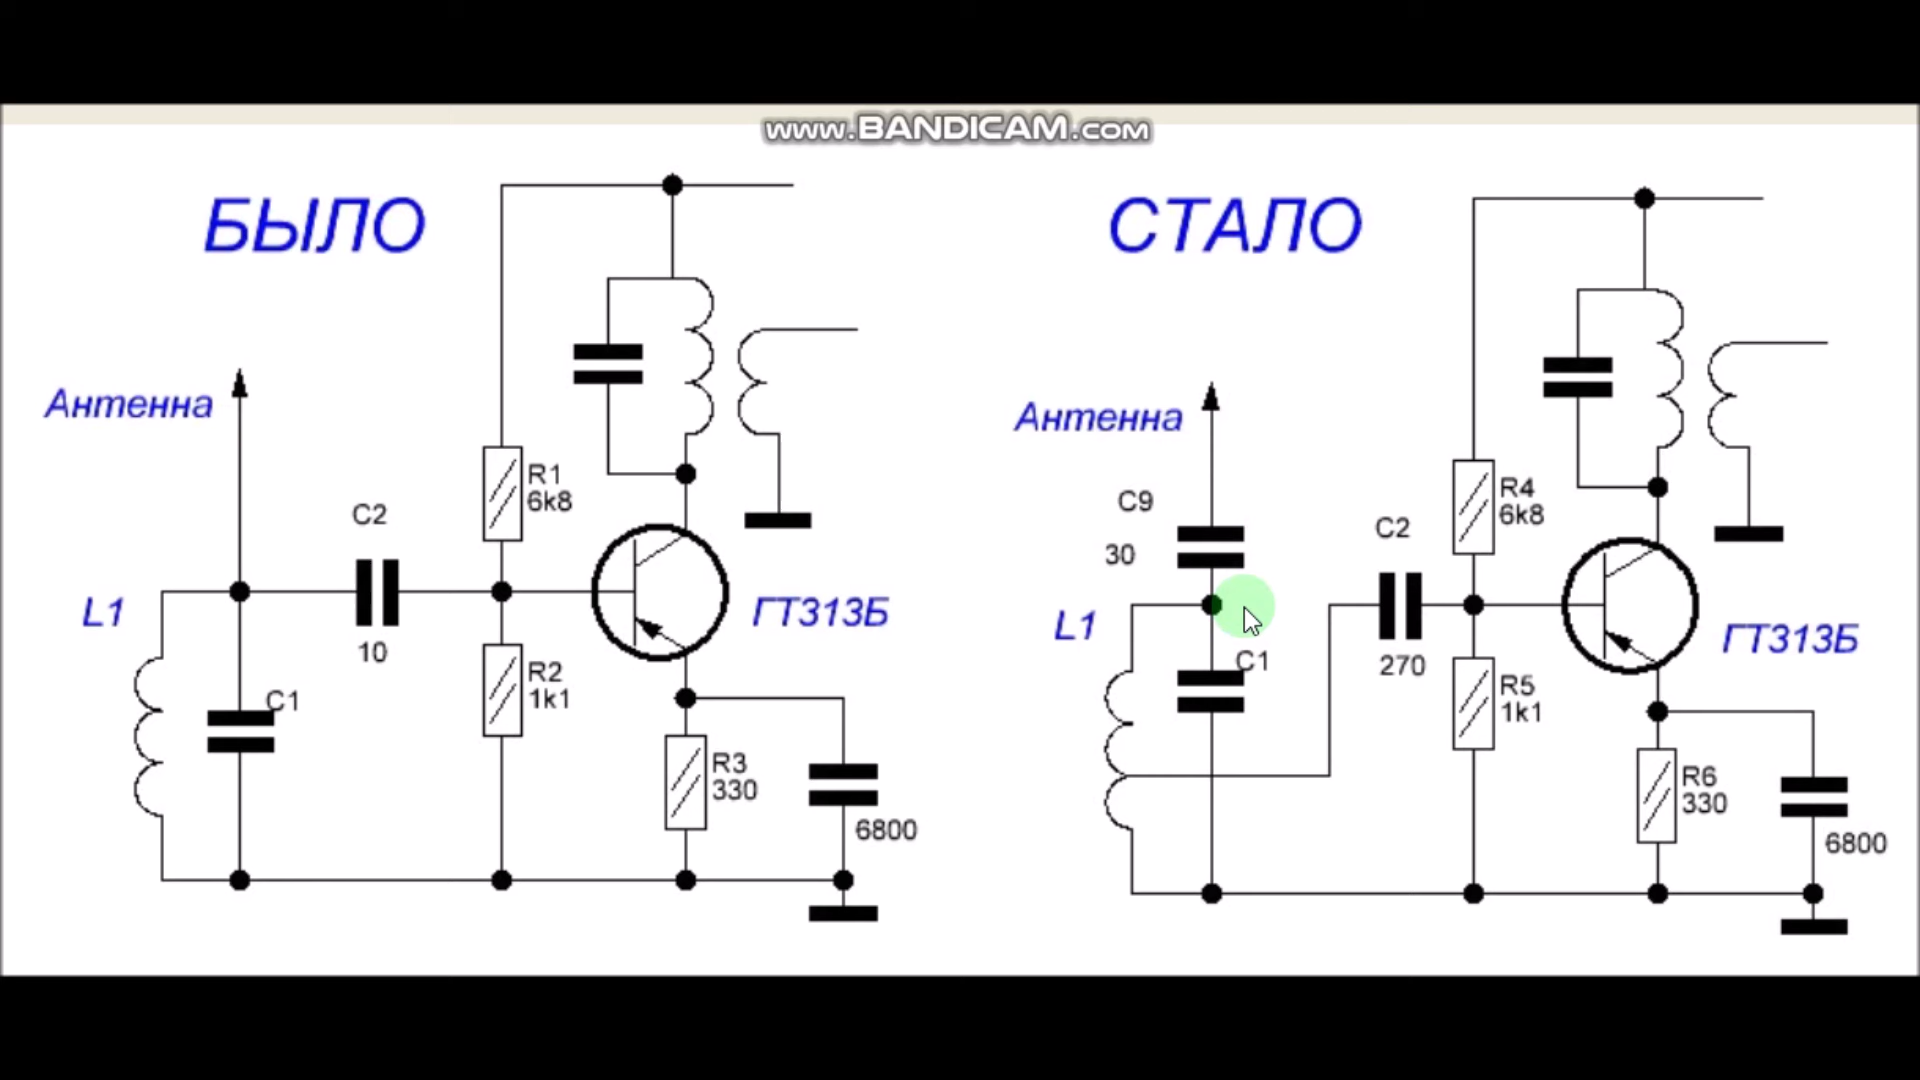 www.BANDICAM.com
БЫЛО
Антенна
C2
10
R1
6k8
L1
C1
R2
1k1
ГТ313Б
R3
330
6800
СТАЛО
Антенна
C9
30
C2
270
R4
6k8
L1
C1
R5
1k1
ГТ313Б
R6
330
6800